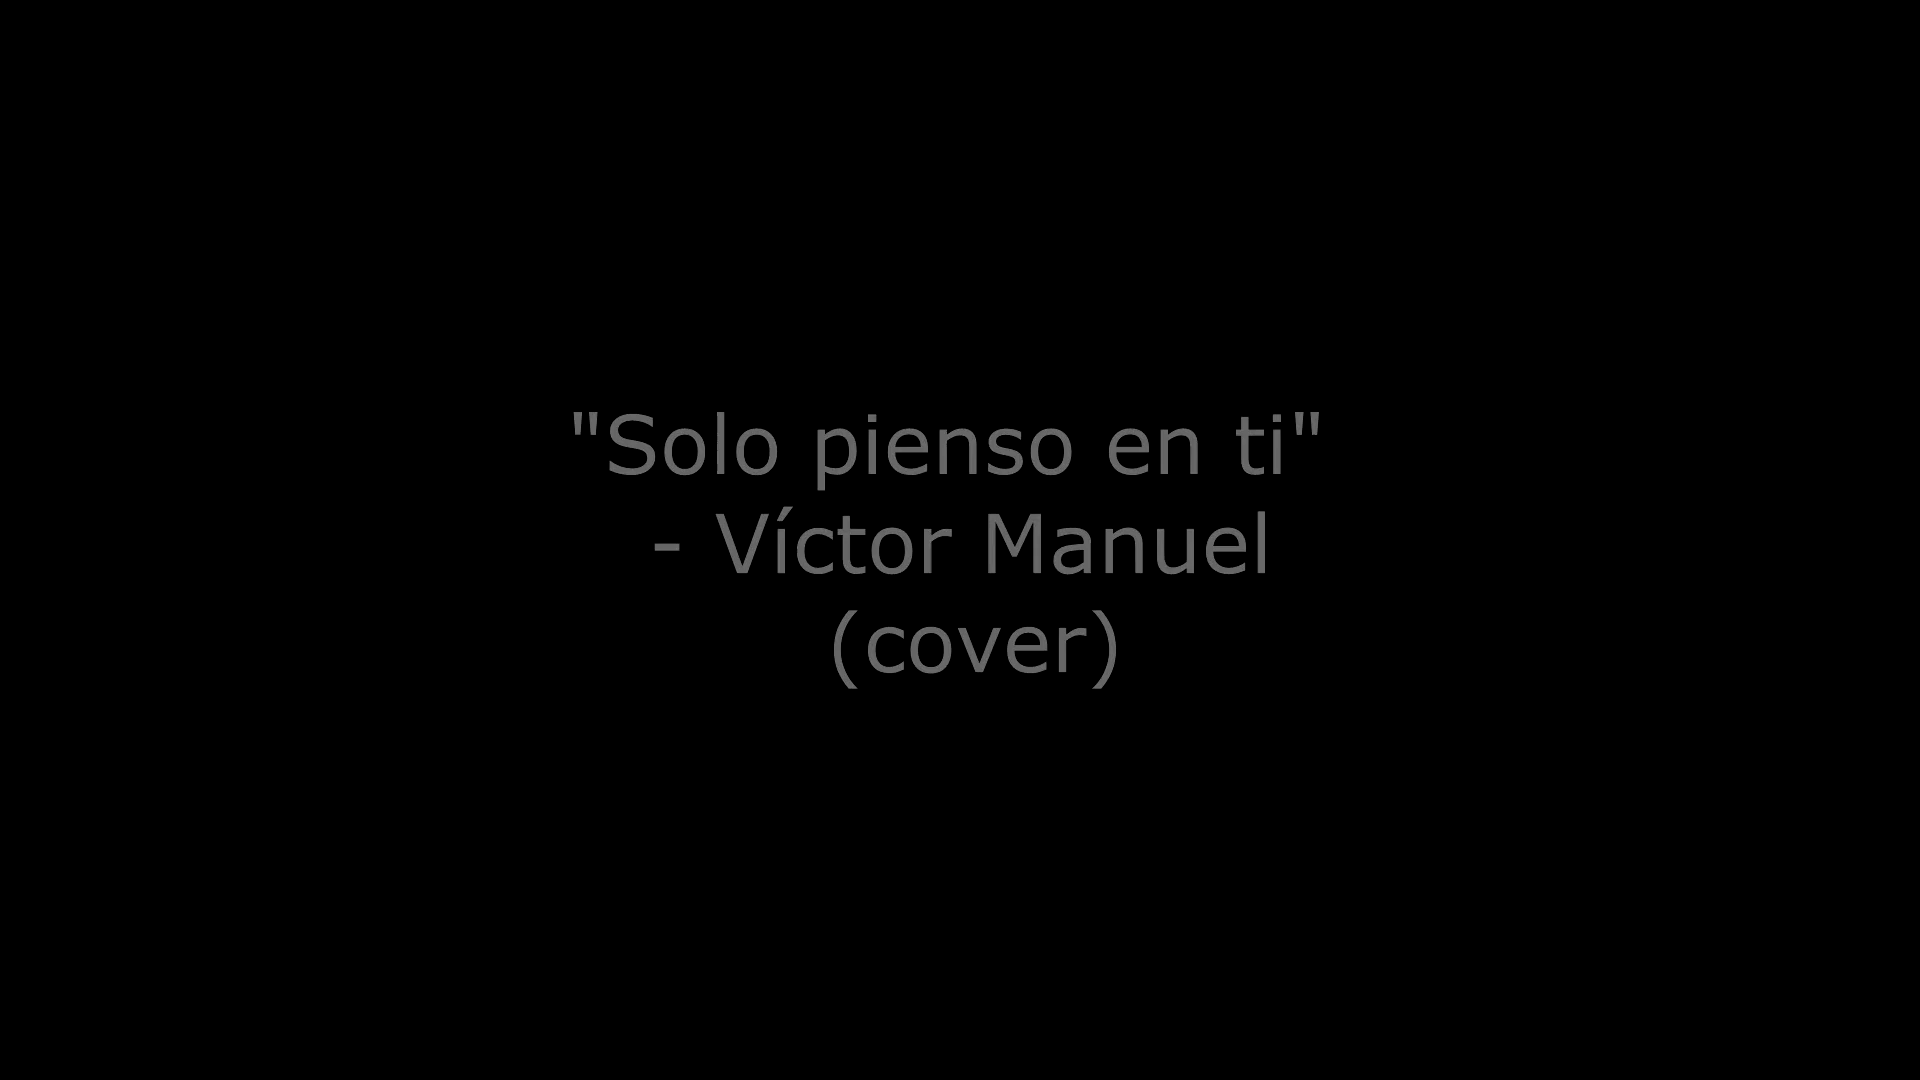 "Solo pienso en ti"
- Víctor Manuel
(cover)